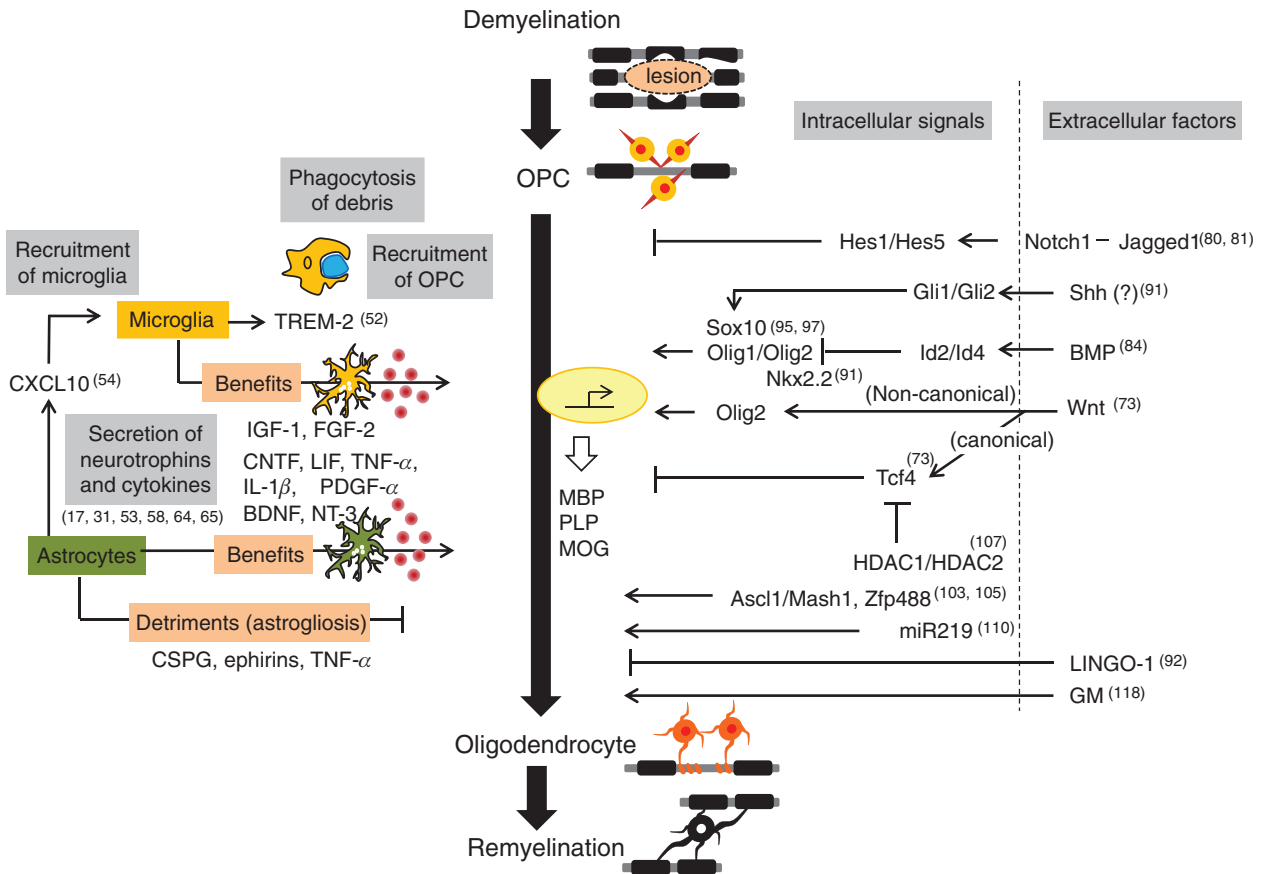 Demyelination
lesion
OPC
Intracellular signals
Extracellular factors
Phagocytosis
of debris
Recruitment
of microglia
Recruitment
of OPC
Microglia
TREM-2 (52)
CXCL10 (54)
Benefits
IGF-1, FGF-2
Secretion of
neurotrophins
and cytokines
(17, 31, 53, 58, 64, 65)
CNTF, LIF, TNF-α,
IL-1β, PDGF-α
BDNF, NT-3
Astrocytes
Benefits
Detriments (astrogliosis)
CSPG, ephirins, TNF-α
MBP
PLP
MOG
Hes1/Hes5
Notch1 – Jagged1 (80, 81)
Gli1/Gli2
Shh (?) (91)
Sox10 (95, 97)
Olig1/Olig2
Nkx2.2 (91)
Id2/Id4
BMP (84)
(Non-canonical)
Olig2
Wnt (73)
(canonical)
Tcf4 (73)
HDAC1/HDAC2 (107)
Ascl1/Mash1, Zfp488 (103, 105)
miR219 (110)
LINGO-1 (92)
GM (118)
Oligodendrocyte
Remyelination